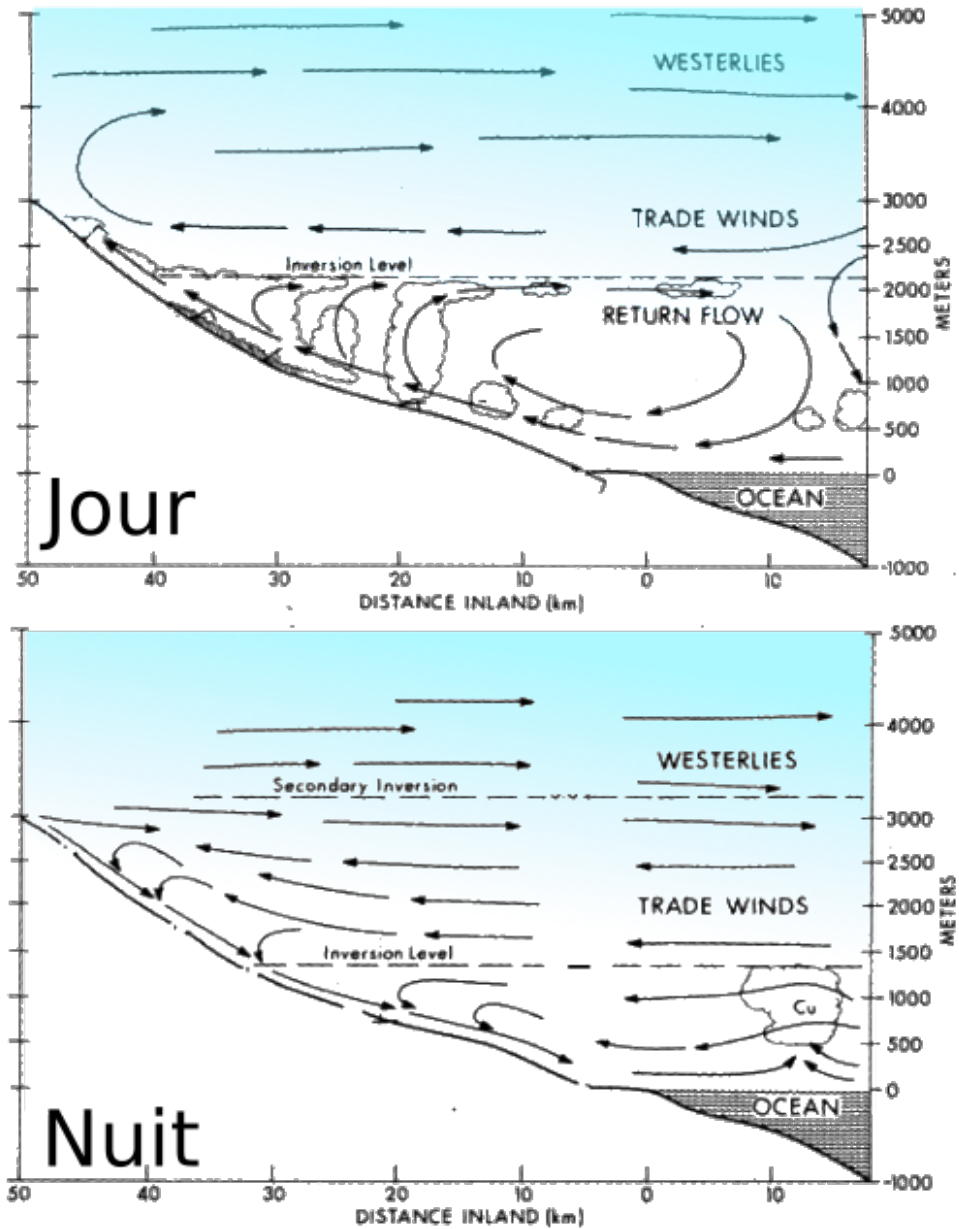 5000
WESTERLIES
4000
3000
TRADE WINDS
2500
Inversion Level
2000
METERS
RETURN FLOW
1500
1000
500
0
OCEAN
Jour
-1000
50 40 30 20 10 0 10
DISTANCE INLAND (km)
5000
4000
WESTERLIES
Secondary Inversion
3000
2500
TRADE WINDS
2000
METERS
1500
Inversion Level
1000
Cu
500
0
OCEAN
Nuit
-1000
50 40 30 20 10 0 10
DISTANCE INLAND (km)